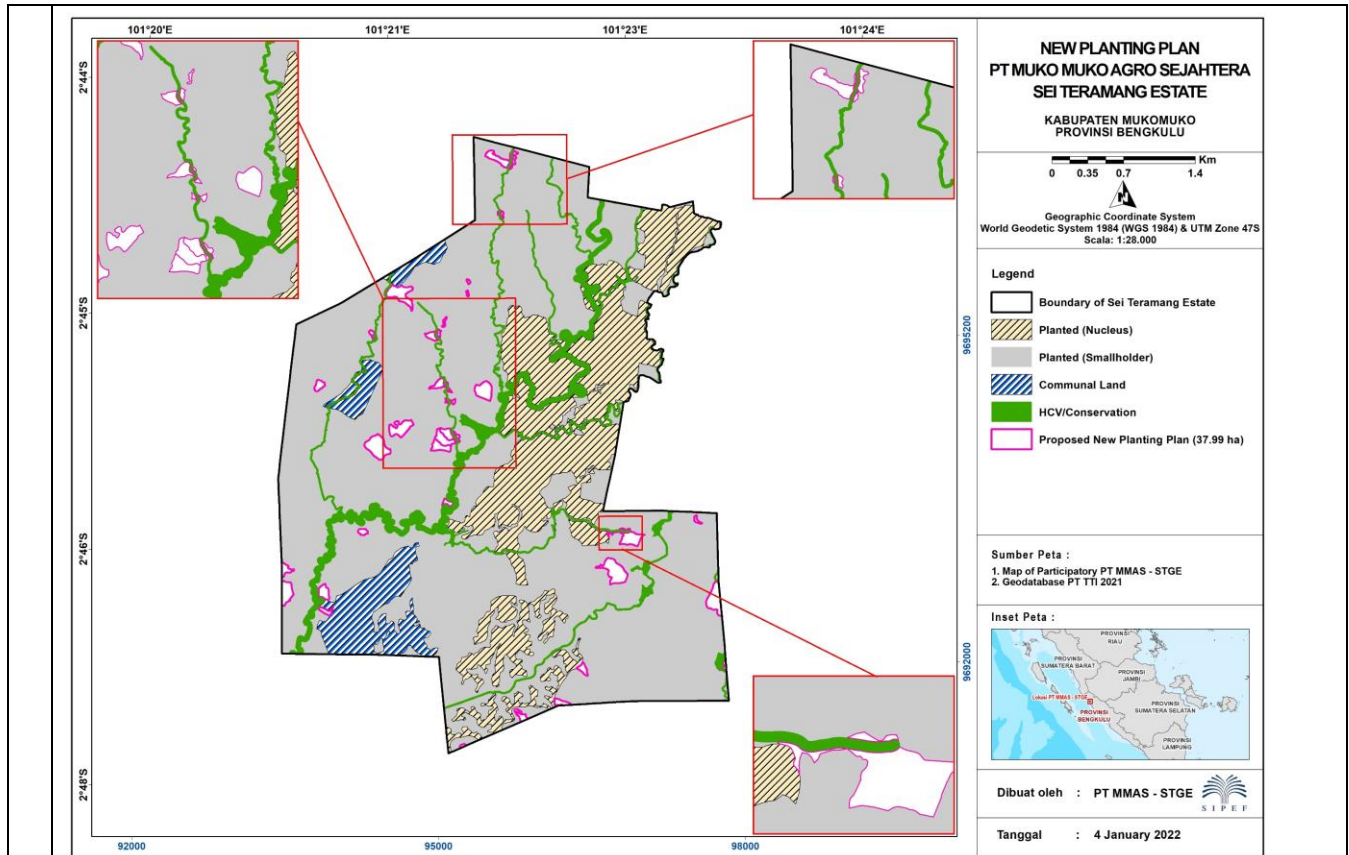 101°20'E 101°21'E 101°23'E 101°24'E
2°44'S
2°45'S
2°46'S
2°48'S
9695200
9692000
92000 95000 98000
NEW PLANTING PLAN
PT MUKO MUKO AGRO SEJAHTERA
SEI TERAMANG ESTATE
KABUPATEN MUKOMUKO
PROVINSI BENGKULU
Km
0 0.35 0.7 1.4
N
Geographic Coordinate System
World Geodetic System 1984 (WGS 1984) & UTM Zone 47S
Scala: 1:28.000
Legend
Boundary of Sei Teramang Estate
Planted (Nucleus)
Planted (Smallholder)
Communal Land
HCV/Conservation
Proposed New Planting Plan (37.99 ha)
Sumber Peta :
1. Map of Participatory PT MMAS - STGE
2. Geodatabase PT TTI 2021
Inset Peta :
PROVINSI
RIAU
PROVINSI
SUMATERA BARAT
PROVINSI
JAMBI
Lokasi PT MMAS - STGE
PROVINSI
SUMATERA SELATAN
PROVINSI
BENGKULU
PROVINSI
LAMPUNG
Dibuat oleh : PT MMAS - STGE
SIPEF
Tanggal : 4 January 2022